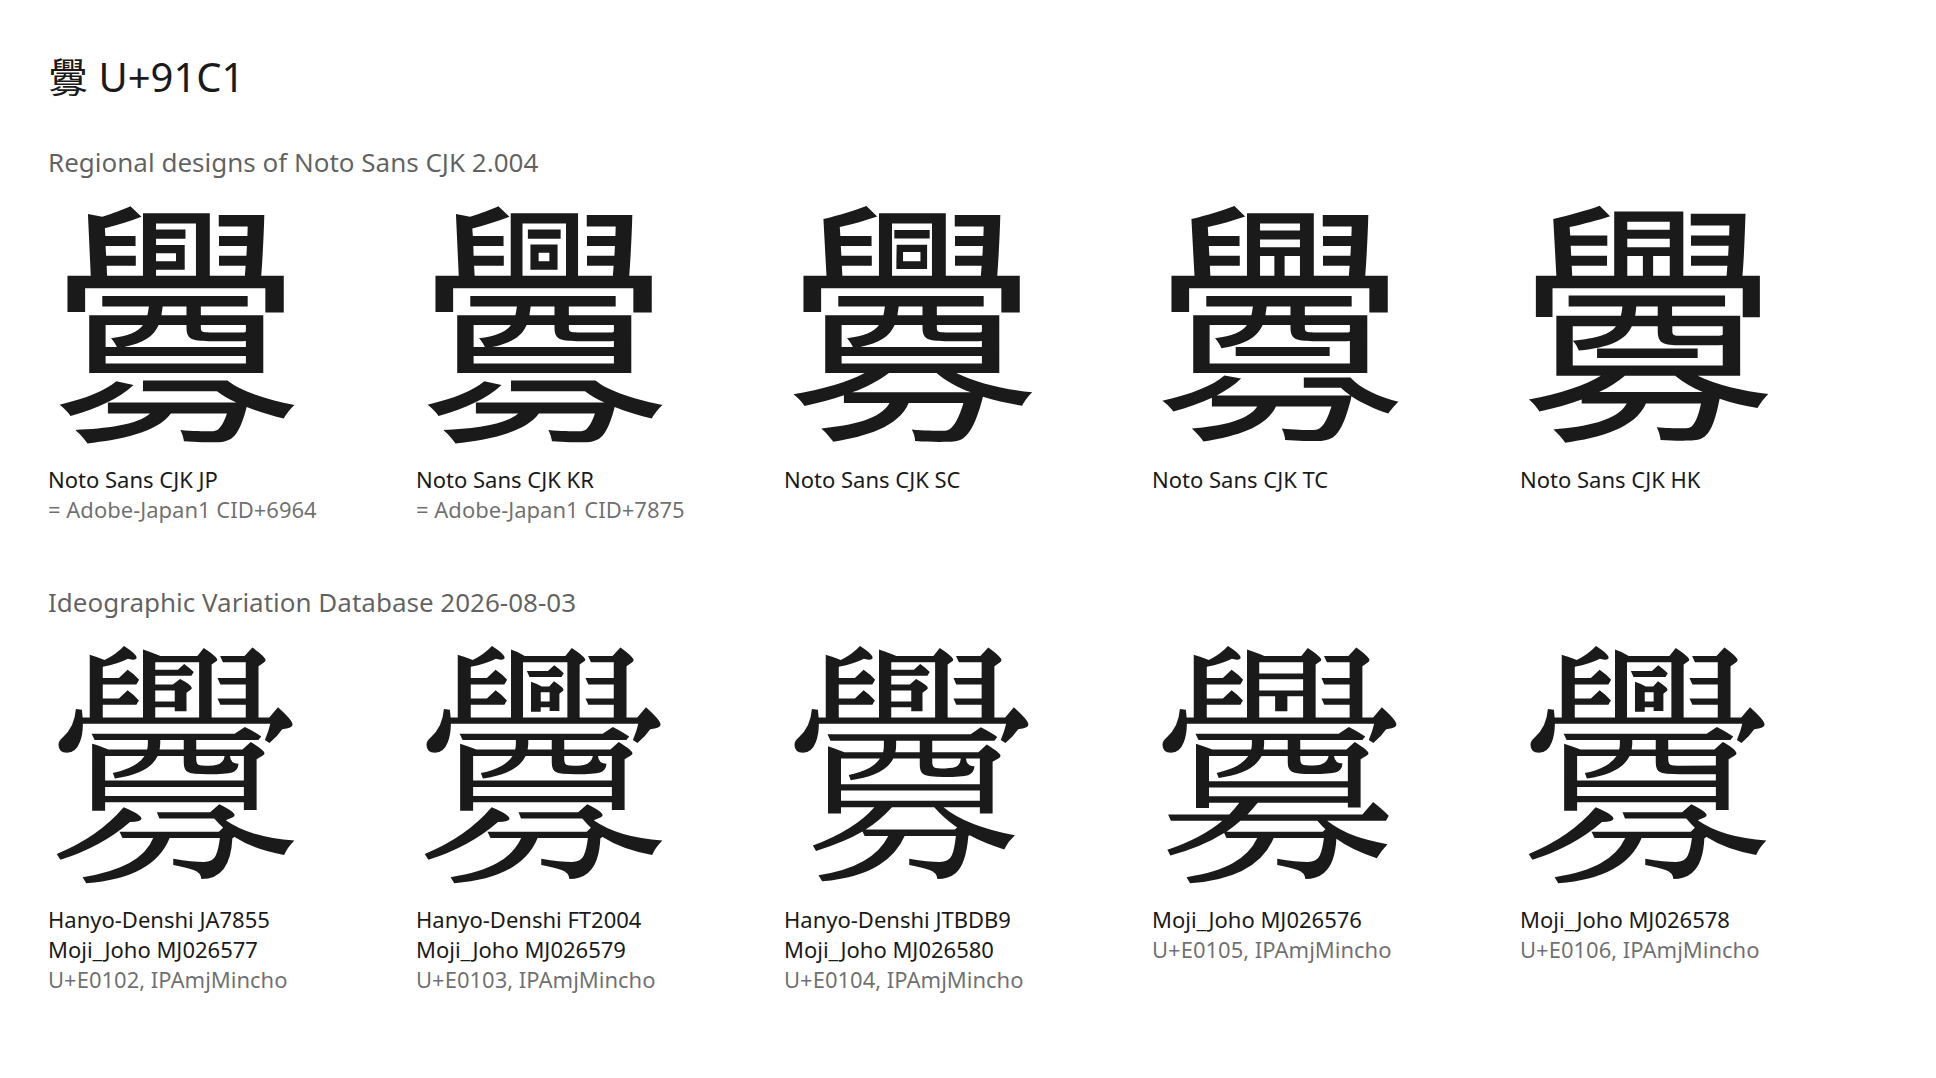 釁 U+91C1
Regional designs of Noto Sans CJK 2.004
釁 釁 釁 釁 釁
Noto Sans CJK JP
= Adobe-Japan1 CID+6964
Noto Sans CJK KR
= Adobe-Japan1 CID+7875
Noto Sans CJK SC
Noto Sans CJK TC
Noto Sans CJK HK
Ideographic Variation Database 2026-08-03
釁 釁 釁 釁 釁
Hanyo-Denshi JA7855
Moji_Joho MJ026577
U+E0102, IPAmjMincho
Hanyo-Denshi FT2004
Moji_Joho MJ026579
U+E0103, IPAmjMincho
Hanyo-Denshi JTBDB9
Moji_Joho MJ026580
U+E0104, IPAmjMincho
Moji_Joho MJ026576
U+E0105, IPAmjMincho
Moji_Joho MJ026578
U+E0106, IPAmjMincho